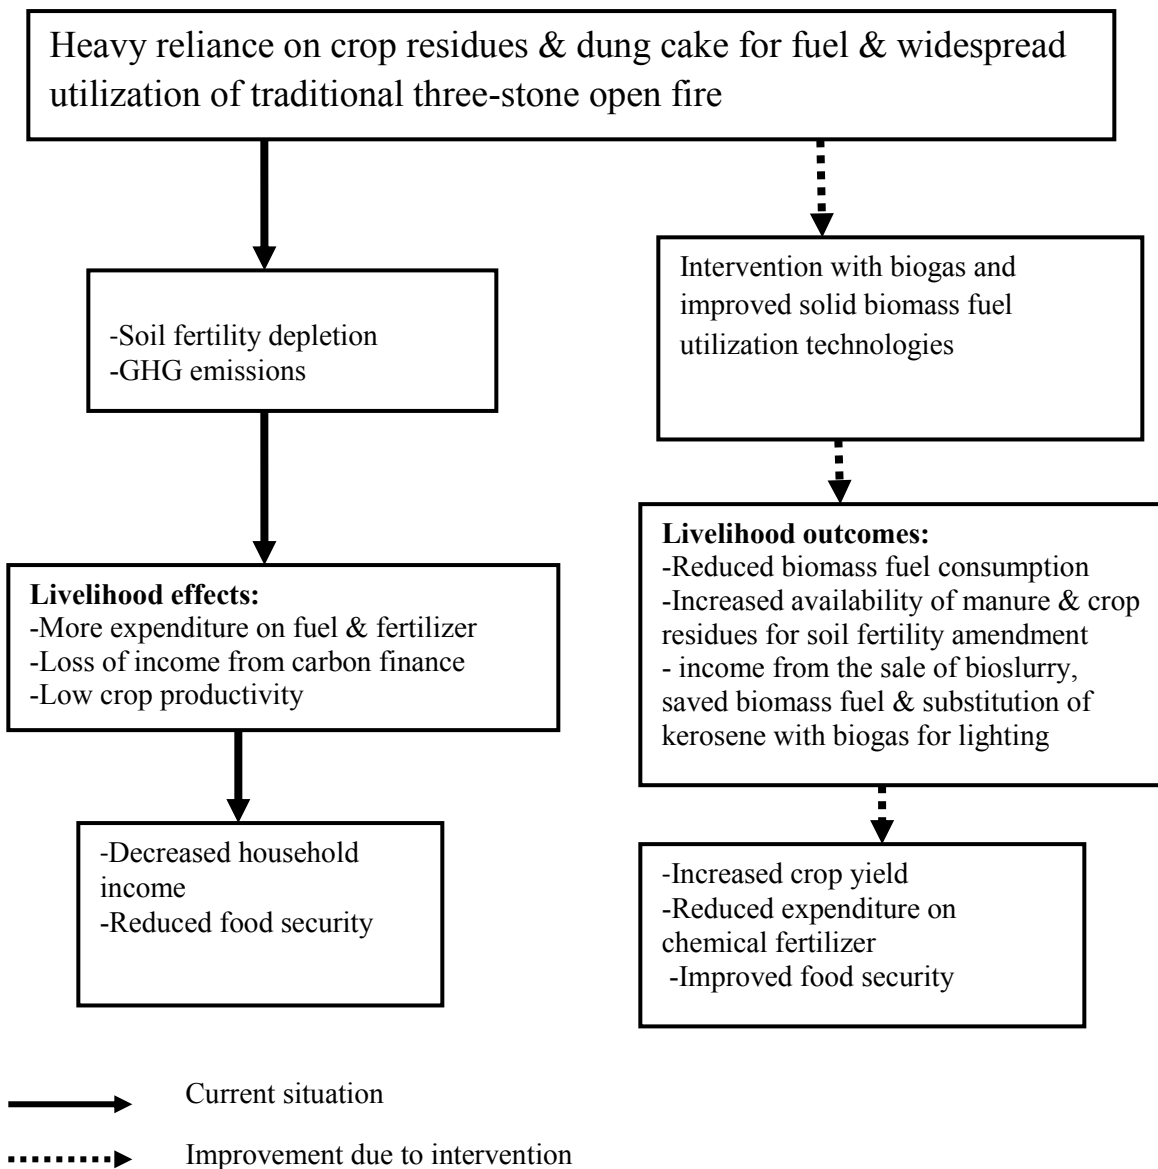 Heavy reliance on crop residues & dung cake for fuel & widespread
utilization of traditional three-stone open fire
-Soil fertility depletion
-GHG emissions
Intervention with biogas and
improved solid biomass fuel
utilization technologies
Livelihood effects:
-More expenditure on fuel & fertilizer
-Loss of income from carbon finance
-Low crop productivity
Livelihood outcomes:
-Reduced biomass fuel consumption
-Increased availability of manure & crop
residues for soil fertility amendment
- income from the sale of bioslurry,
saved biomass fuel & substitution of
kerosene with biogas for lighting
-Decreased household
income
-Reduced food security
-Increased crop yield
-Reduced expenditure on
chemical fertilizer
-Improved food security
Current situation
Improvement due to intervention